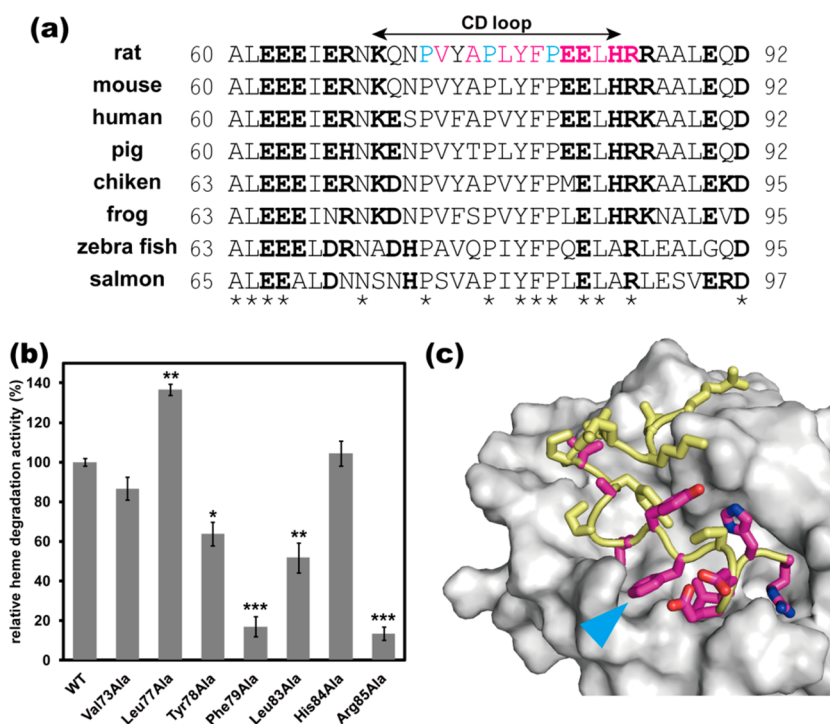 (a)
CD loop
rat 60 ALEEEIERNKQNPVYAPLYFPEELHRRAALEQD 92
mouse 60 ALEEEIERNKQNPVYAPLYFPEELHRRAALEQD 92
human 60 ALEEEIERNKESPVFAPVYFPEELHRKAALEQD 92
pig 60 ALEEEIEHNKENPVYTPLYFPEELHRRAALEQD 92
chiken 63 ALEEEIERNKDNPVYAPVYFPMELHRKAALEKD 95
frog 63 ALEEEINRNKDNPVFSPVYFPLELHRKNALEVD 95
zebra fish 63 ALEEELDRNADHPAVQPIYFPQELARLEALGQD 95
salmon 65 ALEEALDNNSNHPSVAPIYFPLELARLESVERD 97
**** * * * *** ** * *
(b)
relative heme degradation activity (%)
140
120
100
80
60
40
20
0
**
*
***
**
***
WT
Val73Ala
Leu77Ala
Tyr78Ala
Phe79Ala
Leu83Ala
His84Ala
Arg85Ala
(c)